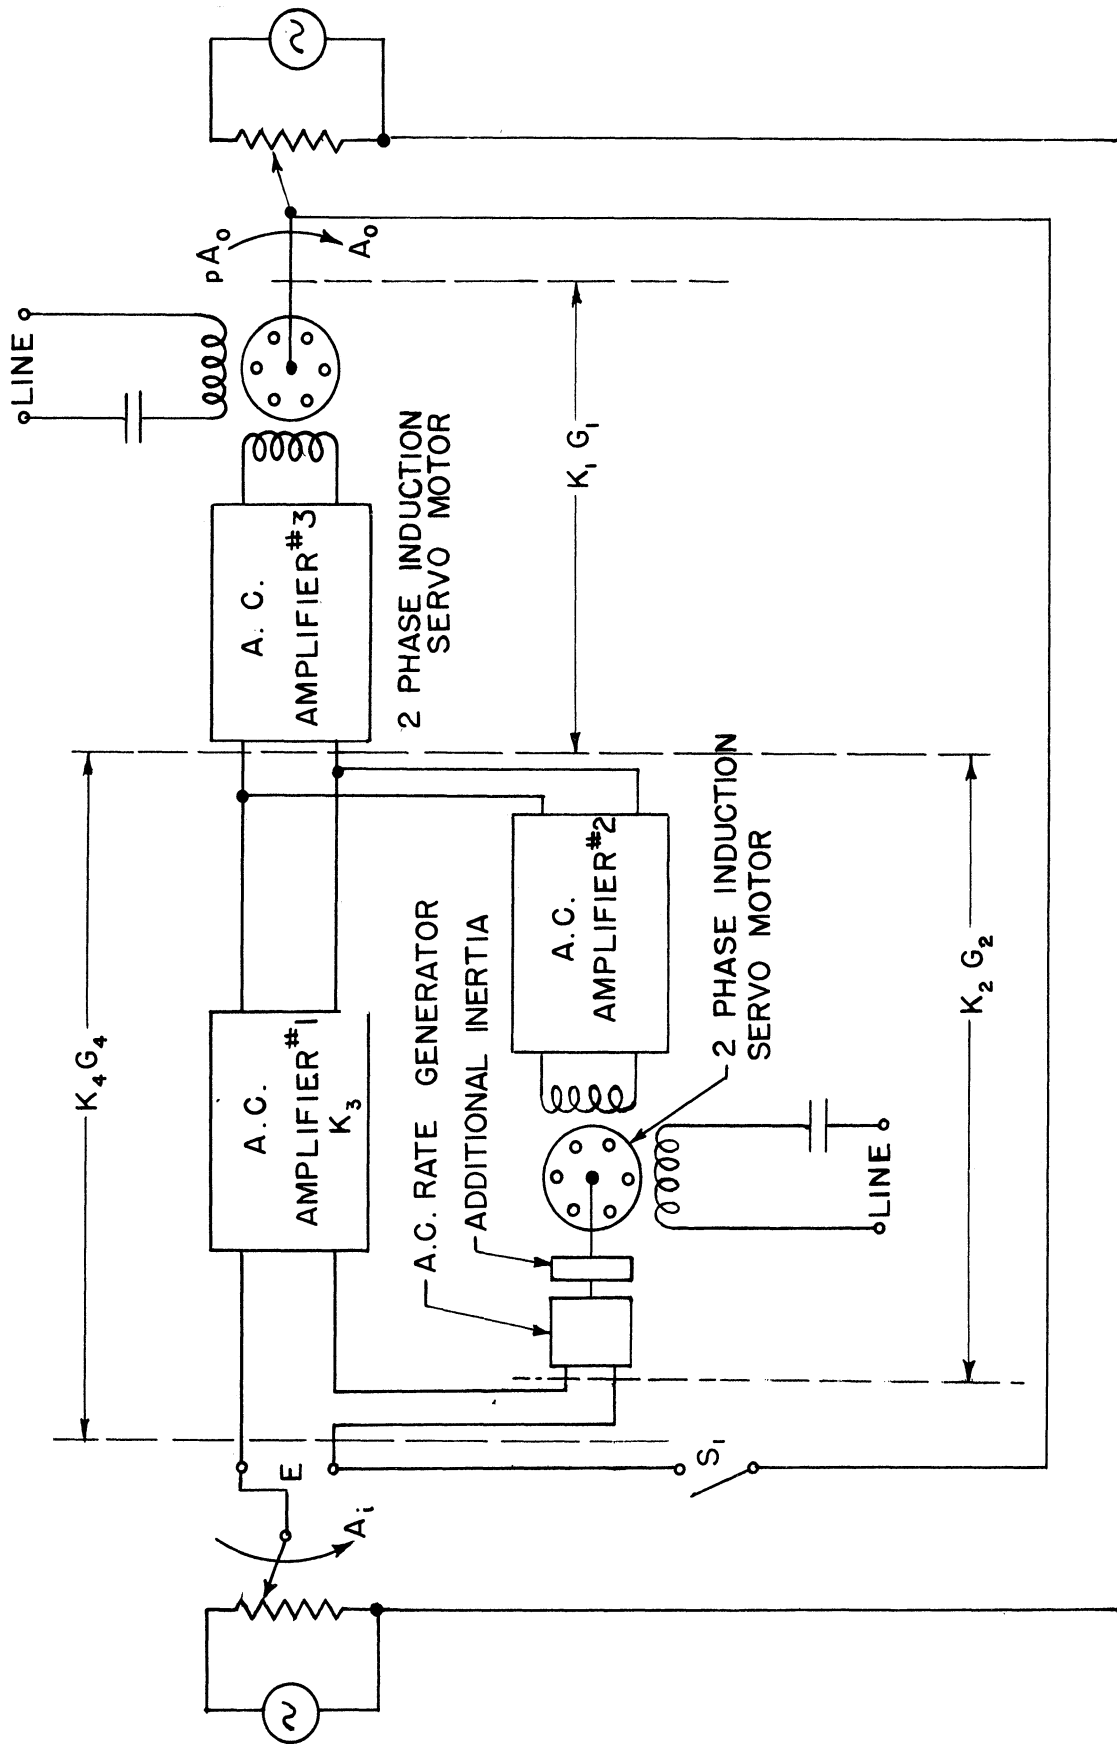 LINE
pA₀
A₀
A. C.
AMPLIFIER #3
2 PHASE INDUCTION
SERVO MOTOR
K₁ G₁
K₄ G₄
A.C.
AMPLIFIER #1
K₃
A.C.
AMPLIFIER #2
2 PHASE INDUCTION
SERVO MOTOR
A.C. RATE GENERATOR
ADDITIONAL INERTIA
LINE
K₂ G₂
E
Aᵢ
S₁